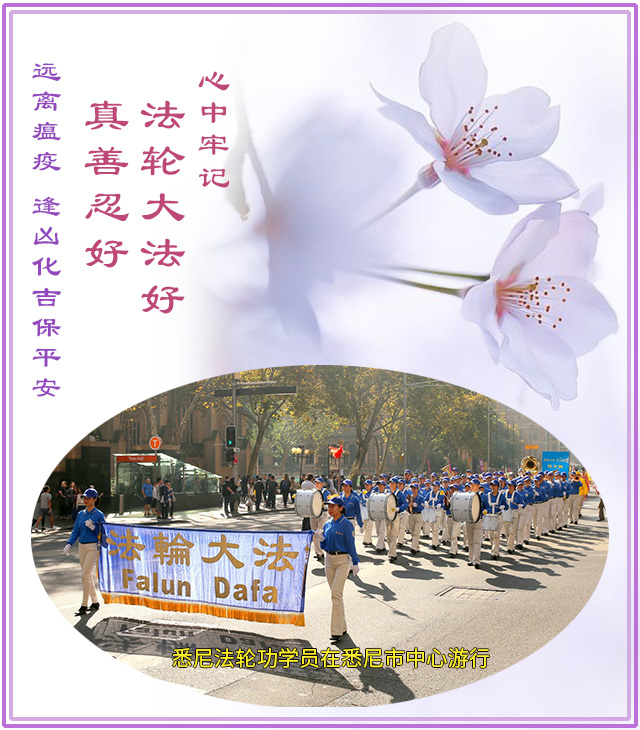 心中牢记
法轮大法好
真善忍好
远离瘟疫 逢凶化吉保平安
法輪大法
Falun Dafa
悉尼法轮功学员在悉尼市中心游行